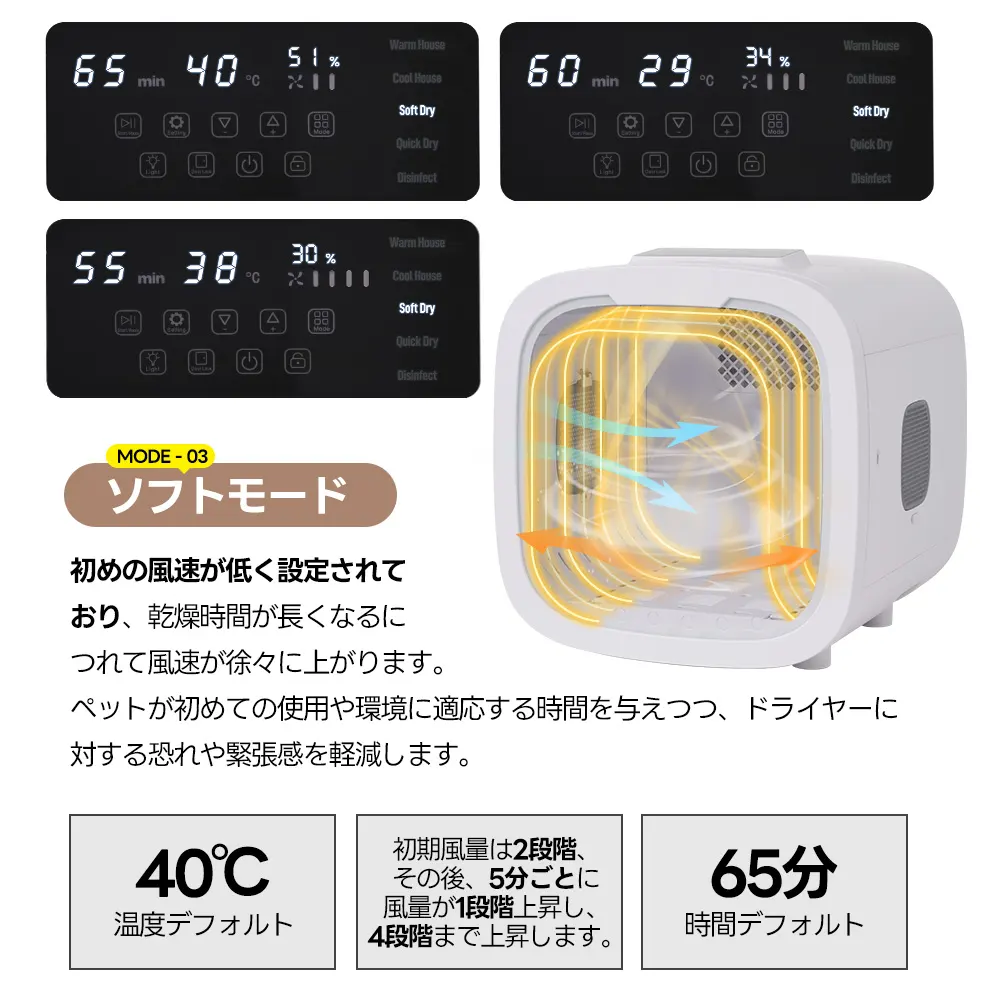 65 min 40 °C 51 %
Warm House
Cool House
Soft Dry
Quick Dry
Disinfect
Setting
Mode
Light
60 min 29 °C 34 %
Warm House
Cool House
Soft Dry
Quick Dry
Disinfect
Setting
Mode
Light
55 min 38 °C 30 %
Warm House
Cool House
Soft Dry
Quick Dry
Disinfect
Setting
Mode
Light
MODE - 03
ソフトモード
初めの風速が低く設定されて
おり、乾燥時間が長くなるに
つれて風速が徐々に上がります。
ペットが初めての使用や環境に適応する時間を与えつつ、ドライヤーに
対する恐れや緊張感を軽減します。
40℃
温度デフォルト
初期風量は2段階、
その後、5分ごとに
風量が1段階上昇し、
4段階まで上昇します。
65分
時間デフォルト